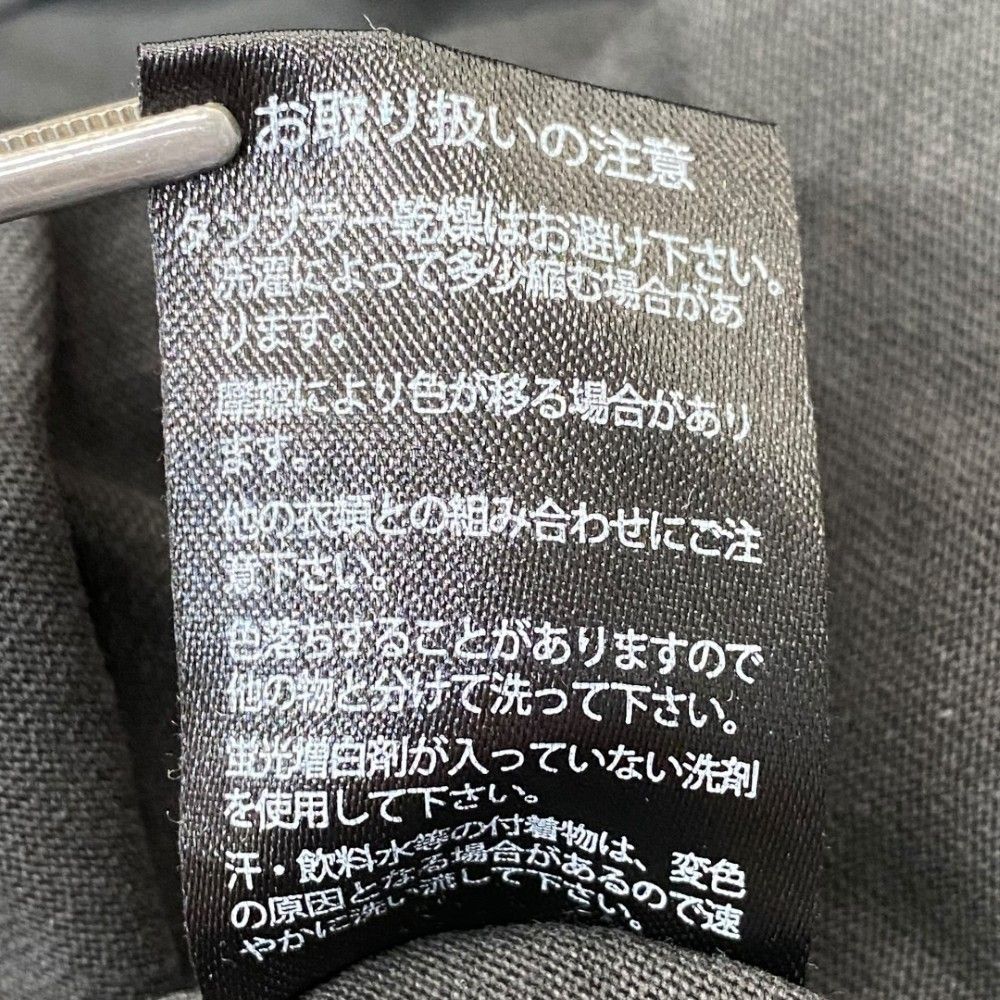 お取り扱いの注意
タンブラー乾燥はお避け下さい。
洗濯によって多少縮む場合があ
ります。
摩擦により色が移る場合があり
ます。
他の衣類との組み合わせにご注
意下さい。
色落ちすることがありますので
他の物と分けて洗って下さい。
蛍光増白剤が入っていない洗剤
を使用して下さい。
汗・飲料水等の付着物は、変色
の原因となる場合があるので速
やかに洗い流して下さい。